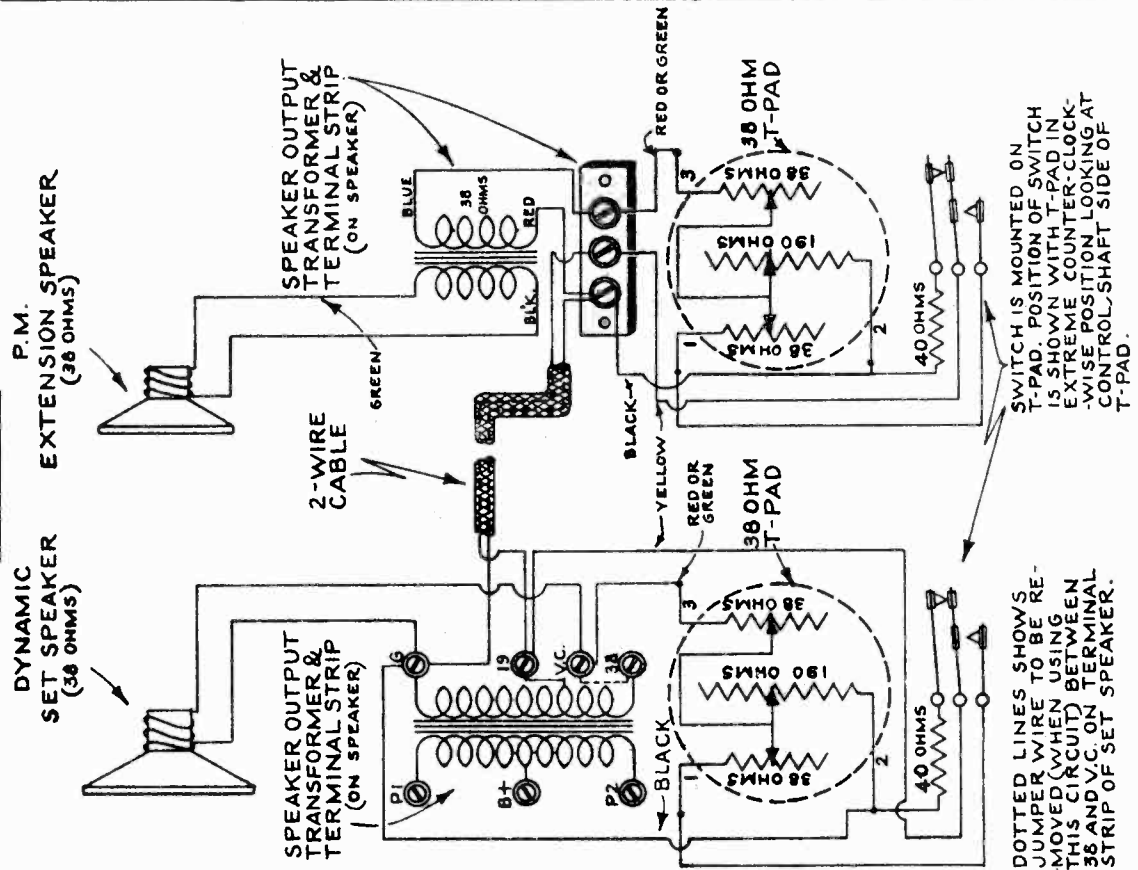 DYNAMIC
SET SPEAKER
(38 OHMS)
P.M.
EXTENSION SPEAKER
(38 OHMS)
SPEAKER OUTPUT
TRANSFORMER &
TERMINAL STRIP
(ON SPEAKER)
BLUE
38
OHMS
RED
BLK.
GREEN
2-WIRE
CABLE
RED OR GREEN
38 OHM
T-PAD
3
38 OHMS
190 OHMS
1
38 OHMS
2
40 OHMS
BLACK
YELLOW
SWITCH IS MOUNTED ON
T-PAD. POSITION OF SWITCH
IS SHOWN WITH T-PAD IN
EXTREME COUNTER-CLOCK-
-WISE POSITION LOOKING AT
CONTROL SHAFT SIDE OF
T-PAD.
SPEAKER OUTPUT
TRANSFORMER &
TERMINAL STRIP
(ON SPEAKER)
P1
B+
P2
G
19
V.C.
38
RED OR
GREEN
38 OHM
T-PAD
BLACK
3
38 OHMS
190 OHMS
1
38 OHMS
2
40 OHMS
DOTTED LINES SHOWS
JUMPER WIRE TO BE RE-
-MOVED (WHEN USING
THIS CIRCUIT) BETWEEN
38 AND V.C. ON TERMINAL
STRIP OF SET SPEAKER.